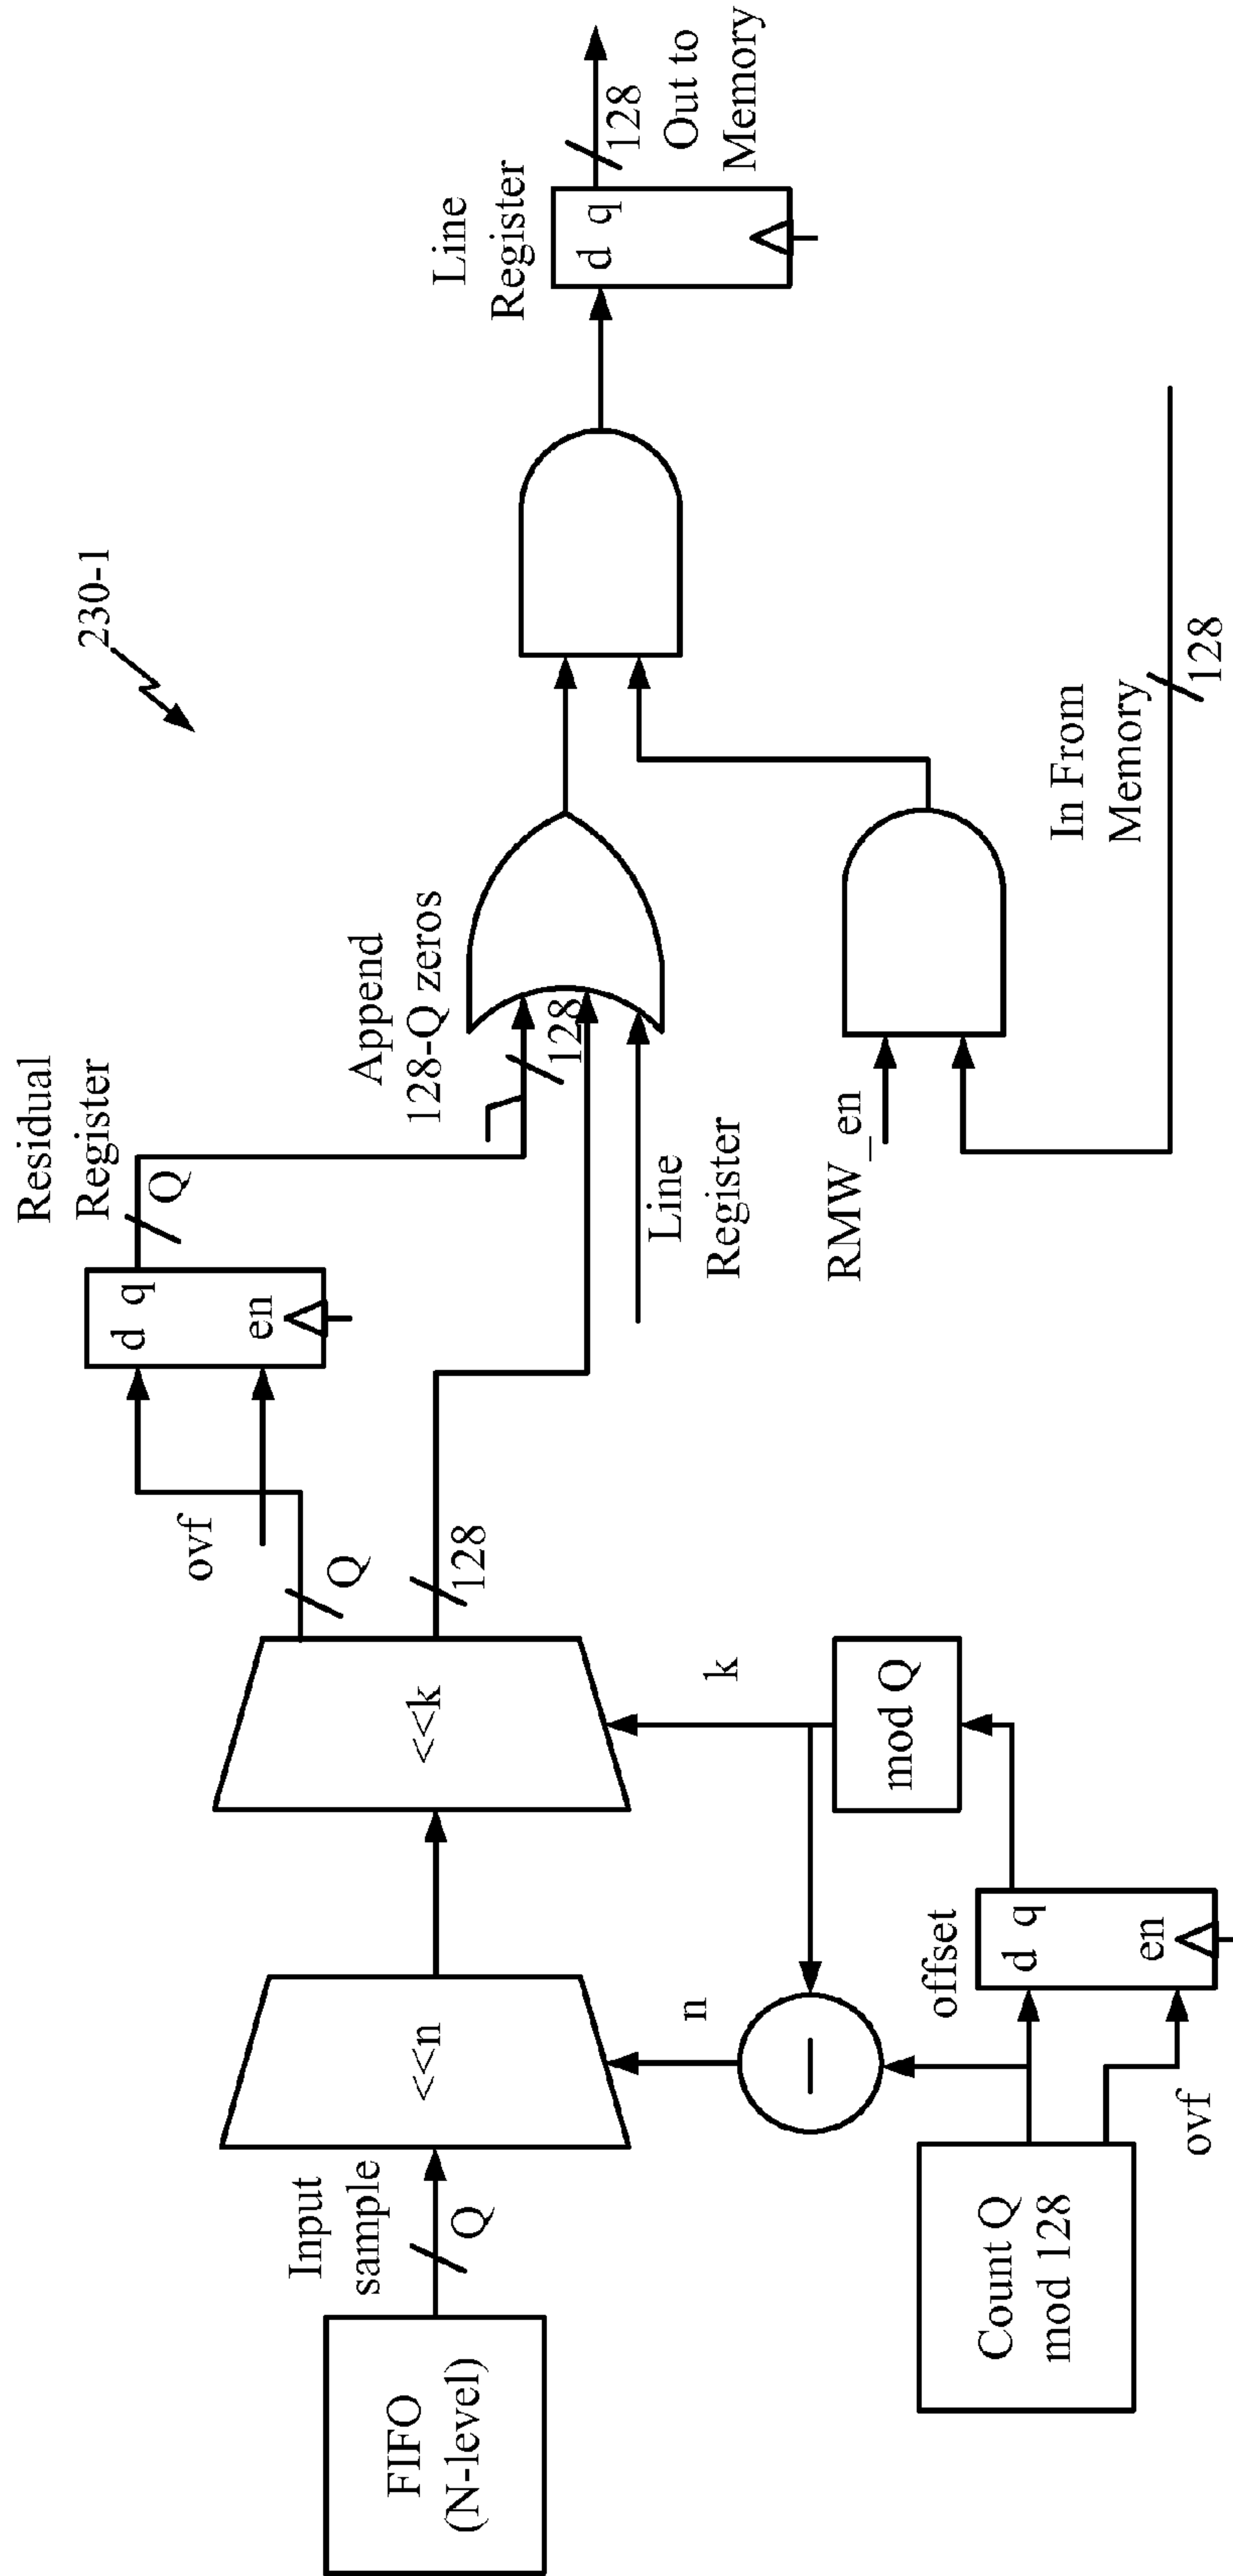 230-1
FIFO
(N-level)
Input
sample
Q
<<n
<<k
n
k
Count Q
mod 128
ovf
offset
d q
en
mod Q
Q
128
ovf
d q
en
Residual
Register
Q
Append
128-Q zeros
128
Line
Register
RMW_en
In From
Memory
128
Line
Register
d q
128
Out to
Memory